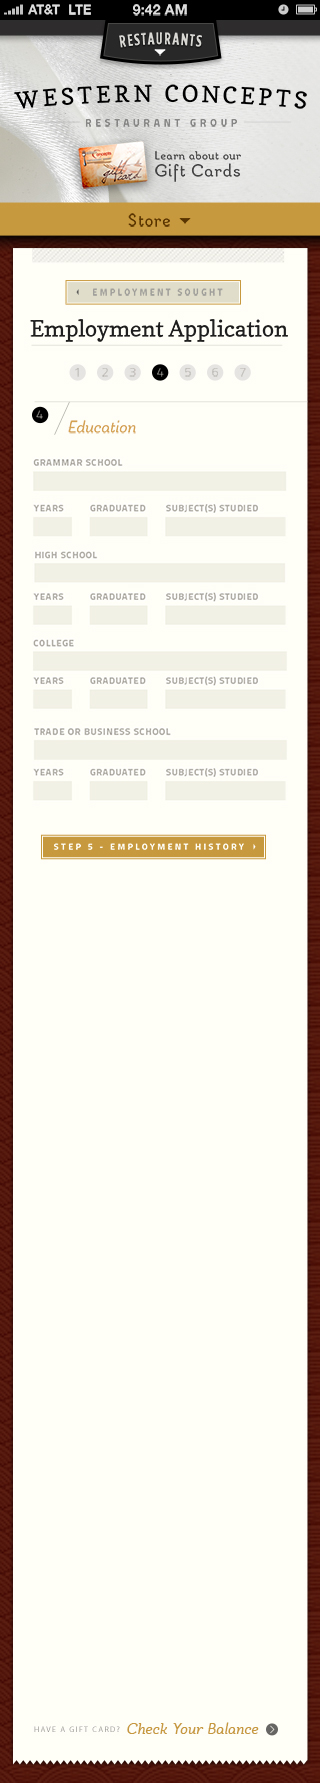 AT&T LTE 9:42 AM
RESTAURANTS
WESTERN CONCEPTS
RESTAURANT GROUP
Learn about our
Gift Cards
Store
EMPLOYMENT SOUGHT
Employment Application
1 2 3 4 5 6 7
4 Education
GRAMMAR SCHOOL
YEARS GRADUATED SUBJECT(S) STUDIED
HIGH SCHOOL
YEARS GRADUATED SUBJECT(S) STUDIED
COLLEGE
YEARS GRADUATED SUBJECT(S) STUDIED
TRADE OR BUSINESS SCHOOL
YEARS GRADUATED SUBJECT(S) STUDIED
STEP 5 - EMPLOYMENT HISTORY
HAVE A GIFT CARD? Check Your Balance